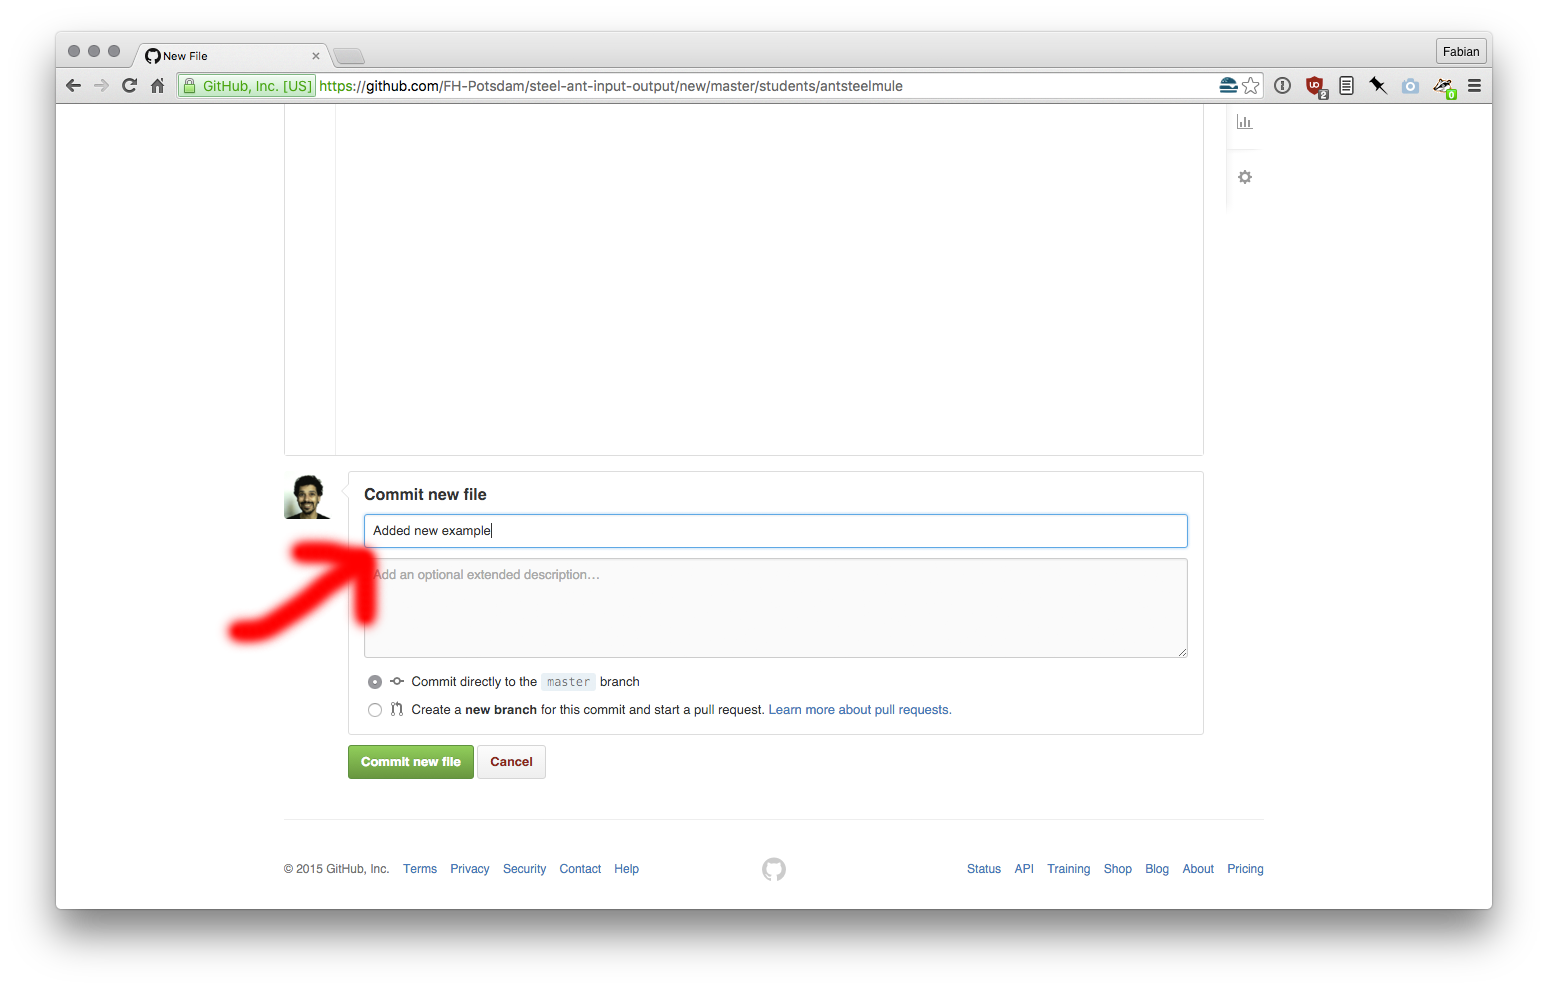 New File
Fabian
GitHub, Inc. [US] https://github.com/FH-Potsdam/steel-ant-input-output/new/master/students/antsteelmule
2
0
Commit new file
Added new example
Add an optional extended description…
Commit directly to the master branch
Create a new branch for this commit and start a pull request. Learn more about pull requests.
Commit new file Cancel
© 2015 GitHub, Inc. Terms Privacy Security Contact Help Status API Training Shop Blog About Pricing